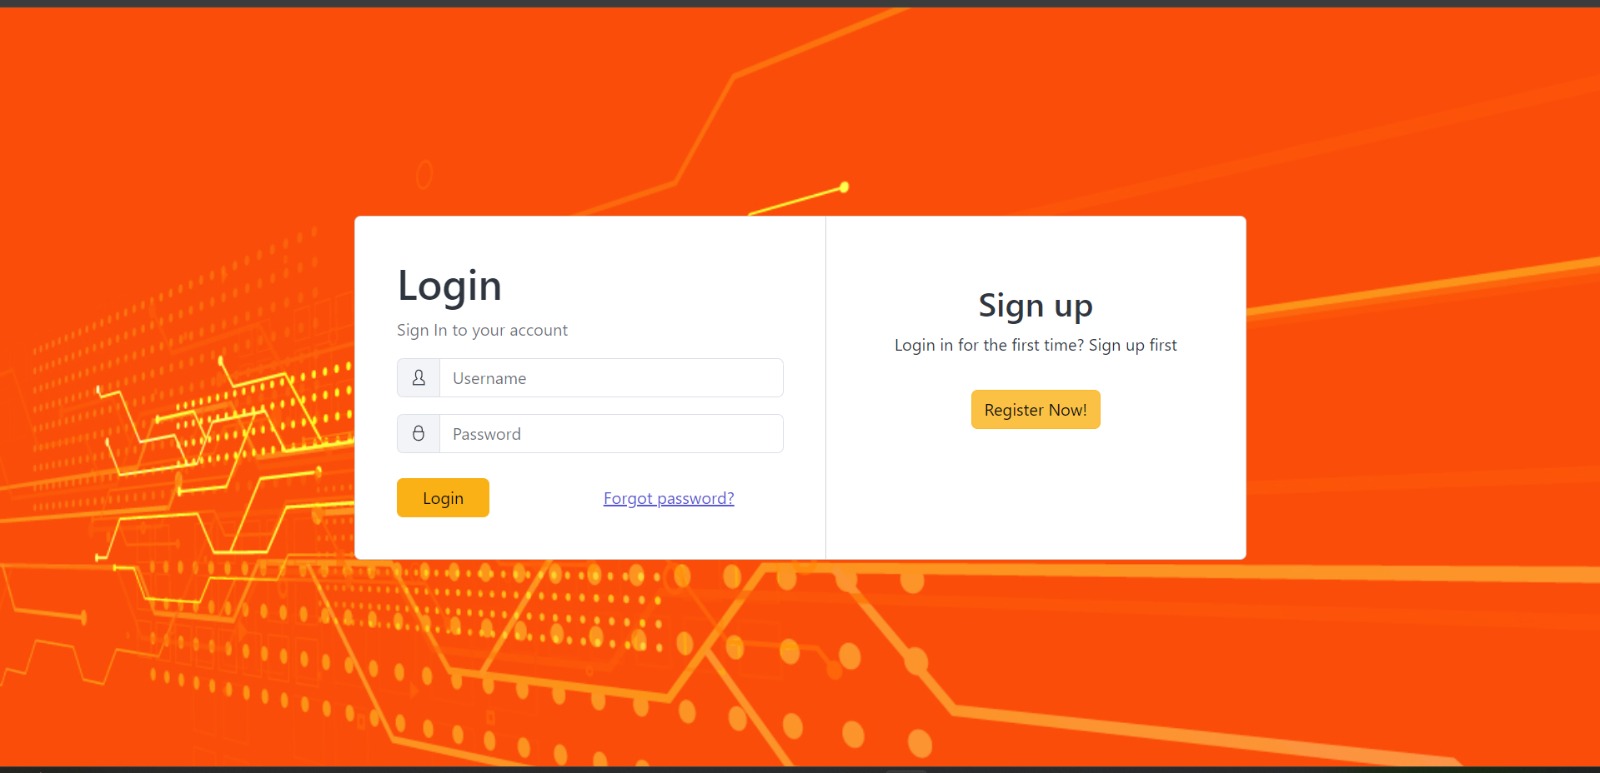 Login
Sign In to your account
Username
Password
Login
Forgot password?
Sign up
Login in for the first time? Sign up first
Register Now!